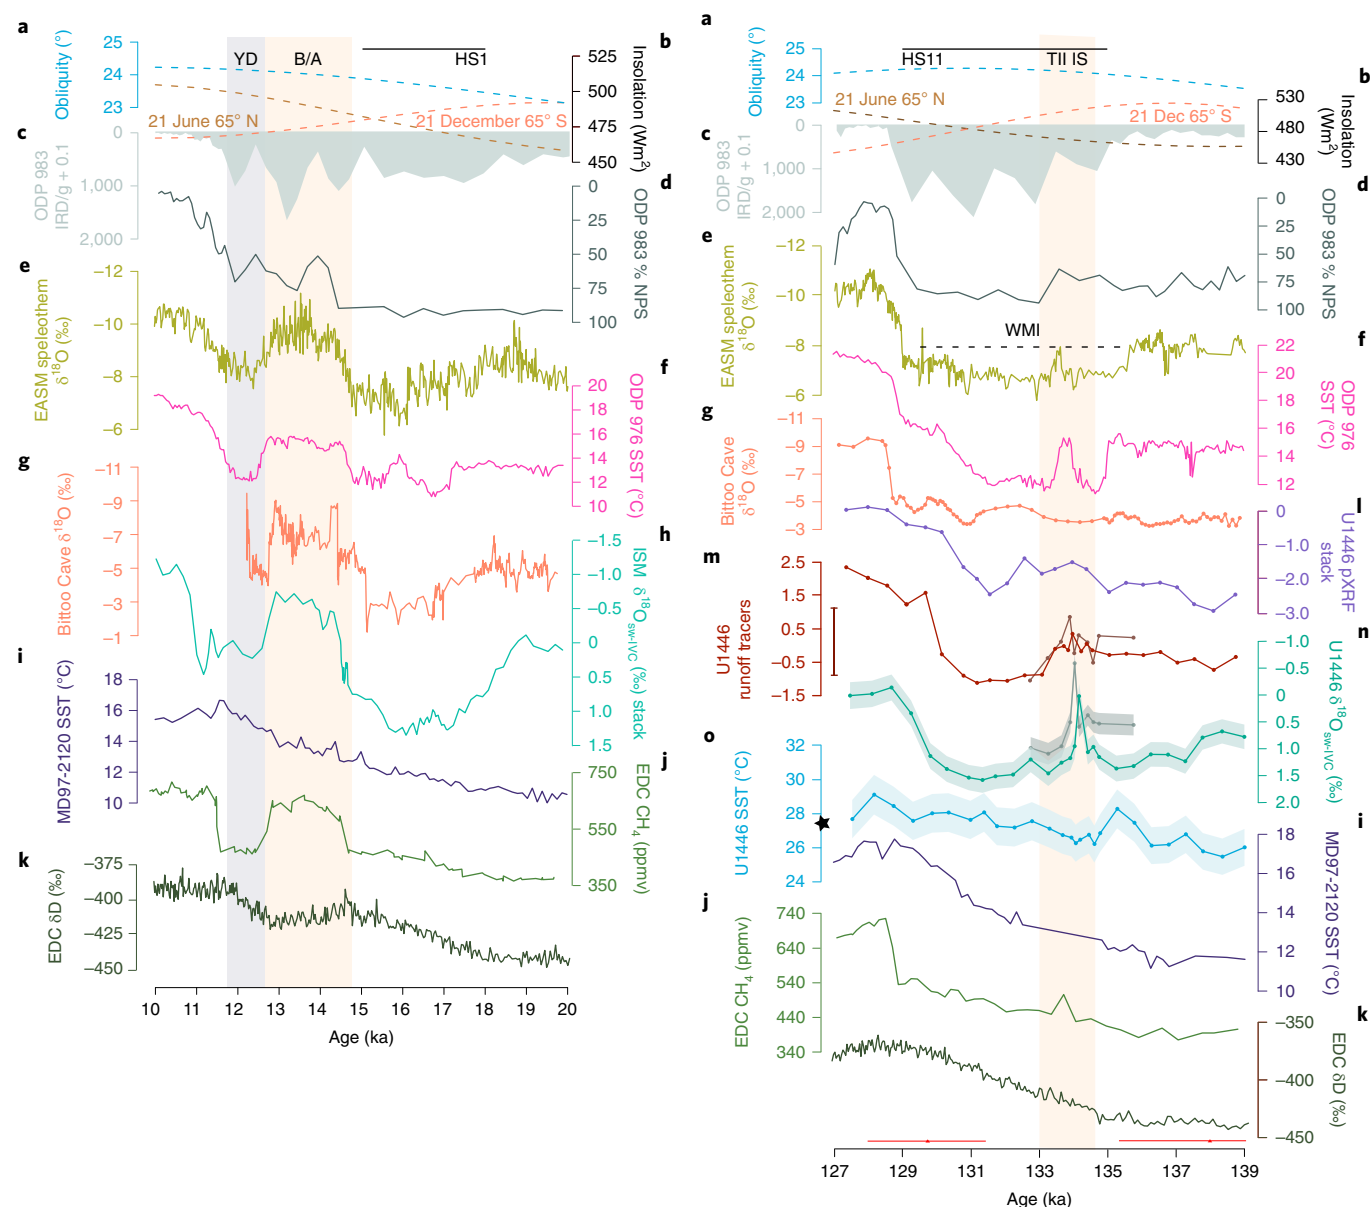 a
Obliquity (°)
25
24
23
YD
B/A
HS1
b
525
500
475
450
Insolation (Wm²)
21 June 65° N
21 December 65° S
c
ODP 983
IRD/g + 0.1
0
1,000
2,000
d
0
25
50
75
100
ODP 983 % NPS
e
EASM speleothem
δ¹⁸O (‰)
−12
−10
−8
−6
f
20
18
16
14
12
10
ODP 976 SST (°C)
g
Bittoo Cave δ¹⁸O (‰)
−11
−9
−7
−5
−3
−1
h
−1.5
−1.0
−0.5
0
0.5
1.0
1.5
ISM δ¹⁸Osw-IVC (‰) stack
i
MD97-2120 SST (°C)
18
16
14
12
10
j
750
550
350
EDC CH₄ (ppmv)
k
EDC δD (‰)
−375
−400
−425
−450
10 11 12 13 14 15 16 17 18 19 20
Age (ka)
a
Obliquity (°)
25
24
23
HS11
TII IS
b
530
480
430
Insolation
(Wm²)
21 June 65° N
21 Dec 65° S
c
ODP 983
IRD/g + 0.1
0
1,000
2,000
d
0
25
50
75
100
ODP 983 % NPS
e
EASM speleothem
δ¹⁸O (‰)
−12
−10
−8
−6
WMI
f
22
20
18
16
14
12
ODP 976
SST (°C)
g
Bittoo Cave
δ¹⁸O (‰)
−11
−9
−7
−5
−3
l
0
−1.0
−2.0
−3.0
U1446 pXRF
stack
m
U1446
runoff tracers
2.5
1.5
0.5
−0.5
−1.5
n
−1.0
−0.5
0
0.5
1.0
1.5
2.0
U1446 δ¹⁸Osw-IVC (‰)
o
U1446 SST (°C)
32
30
28
26
24
i
18
16
14
12
10
MD97-2120 SST (°C)
j
EDC CH₄ (ppmv)
740
640
540
440
340
k
−350
−400
−450
EDC δD (‰)
127 129 131 133 135 137 139
Age (ka)